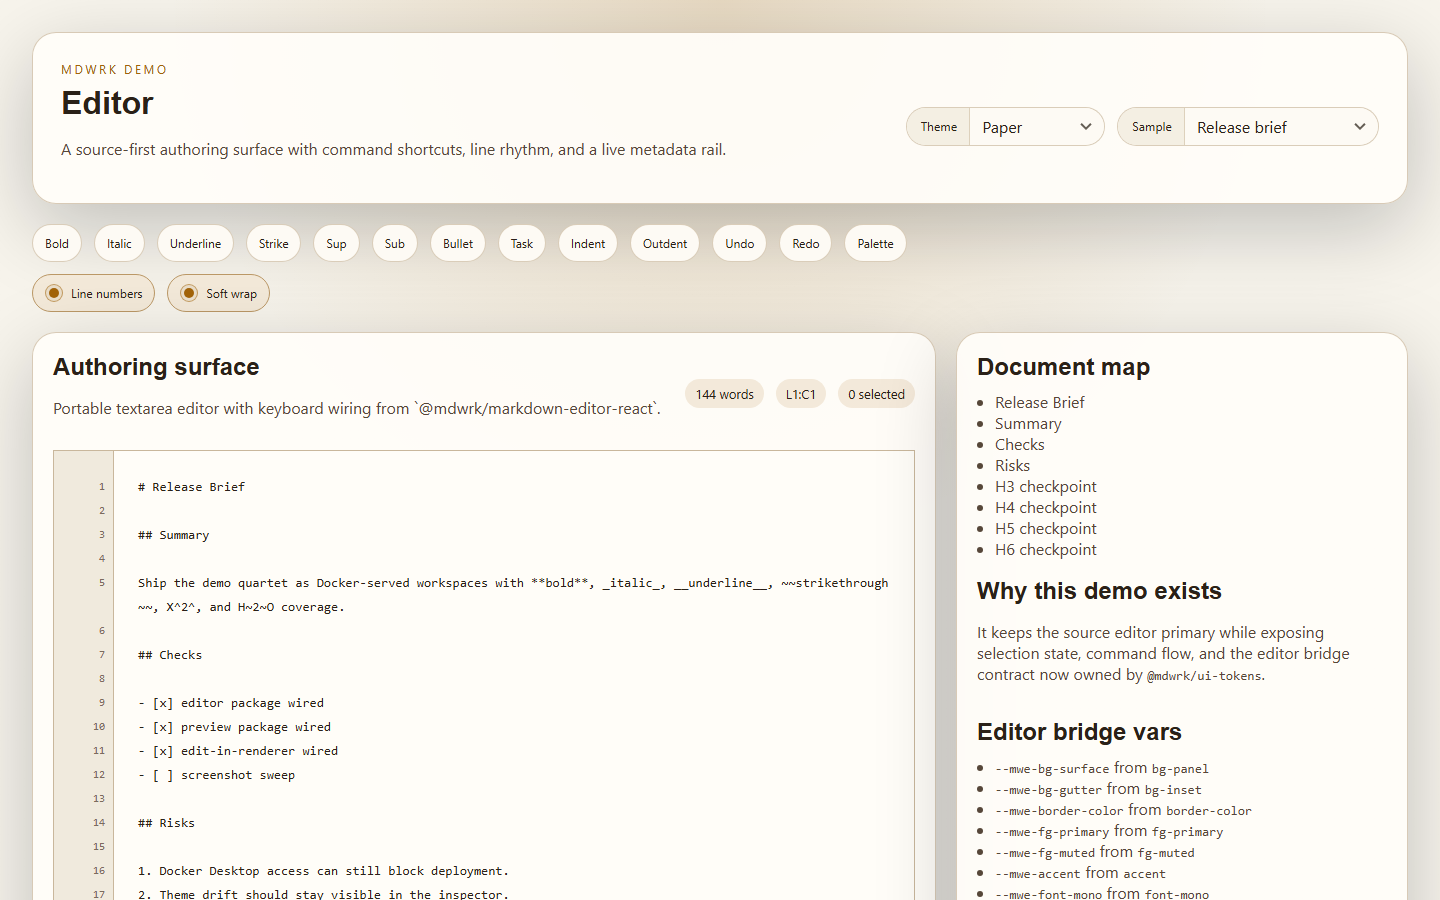 MDWRK DEMO
Editor
A source-first authoring surface with command shortcuts, line rhythm, and a live metadata rail.
Theme Paper Sample Release brief
Bold Italic Underline Strike Sup Sub Bullet Task Indent Outdent Undo Redo Palette
Line numbers Soft wrap
Authoring surface
Portable textarea editor with keyboard wiring from `@mdwrk/markdown-editor-react`.
144 words L1:C1 0 selected
1 # Release Brief
2
3 ## Summary
4
5 Ship the demo quartet as Docker-served workspaces with **bold**, _italic_, __underline__, ~~strikethrough
~~, X^2^, and H~2~O coverage.
6
7 ## Checks
8
9 - [x] editor package wired
10 - [x] preview package wired
11 - [x] edit-in-renderer wired
12 - [ ] screenshot sweep
13
14 ## Risks
15
16 1. Docker Desktop access can still block deployment.
17 2. Theme drift should stay visible in the inspector.
Document map
Release Brief
Summary
Checks
Risks
H3 checkpoint
H4 checkpoint
H5 checkpoint
H6 checkpoint
Why this demo exists
It keeps the source editor primary while exposing
selection state, command flow, and the editor bridge
contract now owned by @mdwrk/ui-tokens.
Editor bridge vars
--mwe-bg-surface from bg-panel
--mwe-bg-gutter from bg-inset
--mwe-border-color from border-color
--mwe-fg-primary from fg-primary
--mwe-fg-muted from fg-muted
--mwe-accent from accent
--mwe-font-mono from font-mono